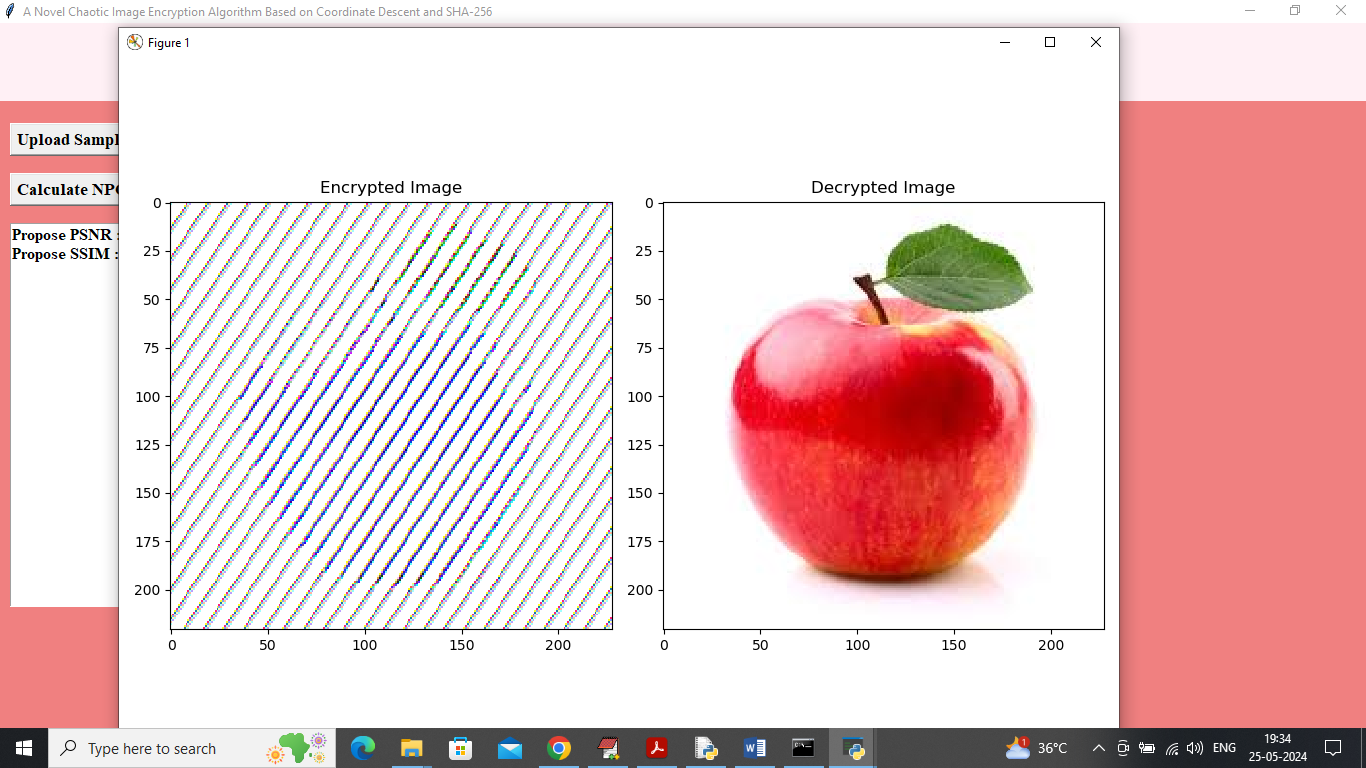 A Novel Chaotic Image Encryption Algorithm Based on Coordinate Descent and SHA-256
Figure 1
Upload Sampl
Calculate NPC
Propose PSNR :
Propose SSIM :
Encrypted Image
0
25
50
75
100
125
150
175
200
0 50 100 150 200
Decrypted Image
0
25
50
75
100
125
150
175
200
0 50 100 150 200
Type here to search
1
36°C
ENG
19:34
25-05-2024